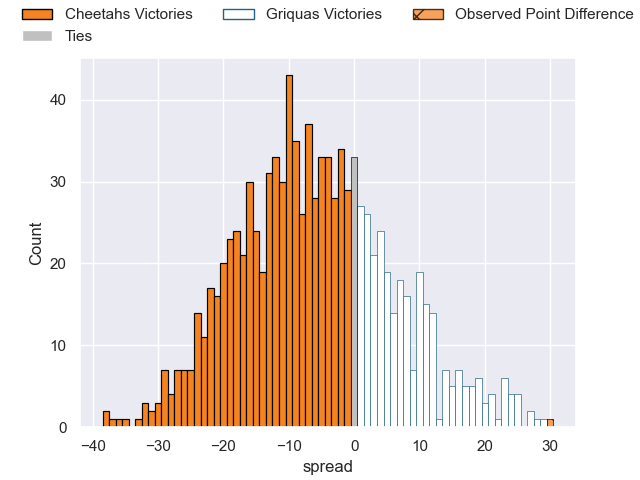 Cheetahs Victories Griquas Victories Observed Point Difference
Ties
40
30
20
10
0
Count
−40 −30 −20 −10 0 10 20 30
spread